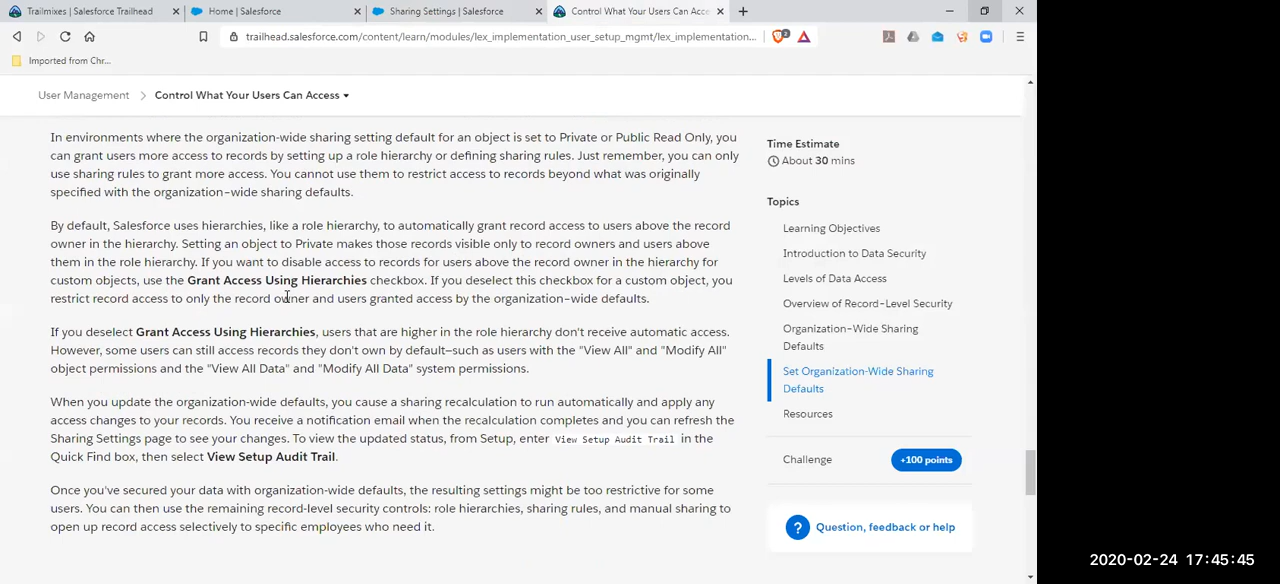 Trailmixes | Salesforce Trailhead
Home | Salesforce
Sharing Settings | Salesforce
Control What Your Users Can Acce
trailhead.salesforce.com/content/learn/modules/lex_implementation_user_setup_mgmt/lex_implementation...
2
Imported from Chr...
User Management > Control What Your Users Can Access
In environments where the organization-wide sharing setting default for an object is set to Private or Public Read Only, you
can grant users more access to records by setting up a role hierarchy or defining sharing rules. Just remember, you can only
use sharing rules to grant more access. You cannot use them to restrict access to records beyond what was originally
specified with the organization-wide sharing defaults.
By default, Salesforce uses hierarchies, like a role hierarchy, to automatically grant record access to users above the record
owner in the hierarchy. Setting an object to Private makes those records visible only to record owners and users above
them in the role hierarchy. If you want to disable access to records for users above the record owner in the hierarchy for
custom objects, use the Grant Access Using Hierarchies checkbox. If you deselect this checkbox for a custom object, you
restrict record access to only the record owner and users granted access by the organization-wide defaults.
If you deselect Grant Access Using Hierarchies, users that are higher in the role hierarchy don't receive automatic access.
However, some users can still access records they don't own by default—such as users with the "View All" and "Modify All"
object permissions and the "View All Data" and "Modify All Data" system permissions.
When you update the organization-wide defaults, you cause a sharing recalculation to run automatically and apply any
access changes to your records. You receive a notification email when the recalculation completes and you can refresh the
Sharing Settings page to see your changes. To view the updated status, from Setup, enter View Setup Audit Trail in the
Quick Find box, then select View Setup Audit Trail.
Once you've secured your data with organization-wide defaults, the resulting settings might be too restrictive for some
users. You can then use the remaining record-level security controls: role hierarchies, sharing rules, and manual sharing to
open up record access selectively to specific employees who need it.
Time Estimate
About 30 mins
Topics
Learning Objectives
Introduction to Data Security
Levels of Data Access
Overview of Record-Level Security
Organization-Wide Sharing
Defaults
Set Organization-Wide Sharing
Defaults
Resources
Challenge
+100 points
? Question, feedback or help
2020-02-24 17:45:45